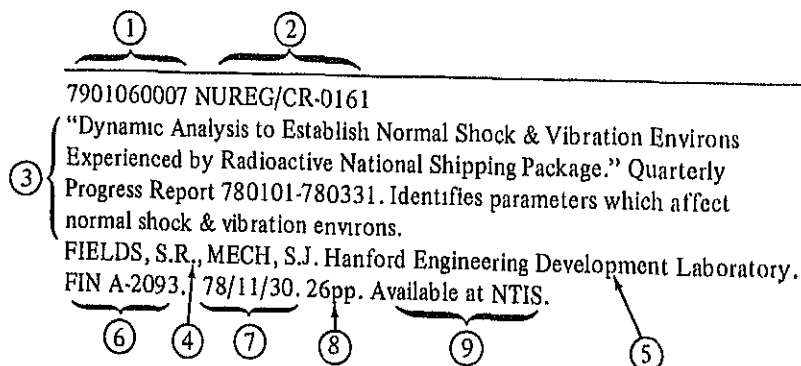 ① ②
7901060007 NUREG/CR-0161
“Dynamic Analysis to Establish Normal Shock & Vibration Environs
Experienced by Radioactive National Shipping Package.” Quarterly
③ Progress Report 780101-780331. Identifies parameters which affect
normal shock & vibration environs.
FIELDS, S.R., MECH, S.J. Hanford Engineering Development Laboratory.
FIN A-2093. 78/11/30. 26pp. Available at NTIS.
⑥ ④ ⑦ ⑧ ⑨ ⑤